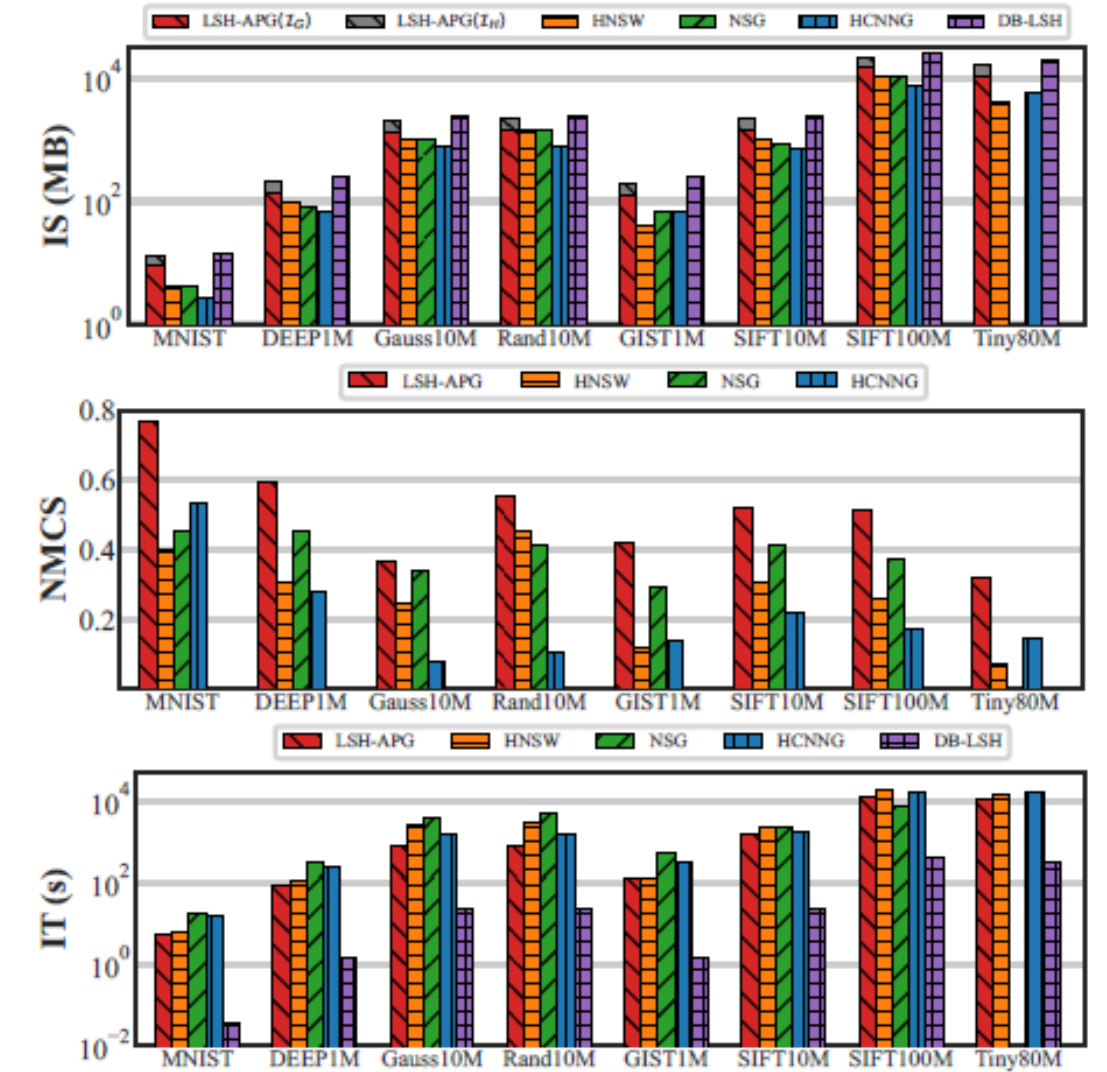 LSH-APG(I_G) LSH-APG(I_H) HNSW NSG HCNNG DB-LSH
IS (MB)
10^4
10^2
10^0
MNIST DEEP1M Gauss10M Rand10M GIST1M SIFT10M SIFT100M Tiny80M
LSH-APG HNSW NSG HCNNG
NMCS
0.8
0.6
0.4
0.2
MNIST DEEP1M Gauss10M Rand10M GIST1M SIFT10M SIFT100M Tiny80M
LSH-APG HNSW NSG HCNNG DB-LSH
IT (s)
10^4
10^2
10^0
10^−2
MNIST DEEP1M Gauss10M Rand10M GIST1M SIFT10M SIFT100M Tiny80M